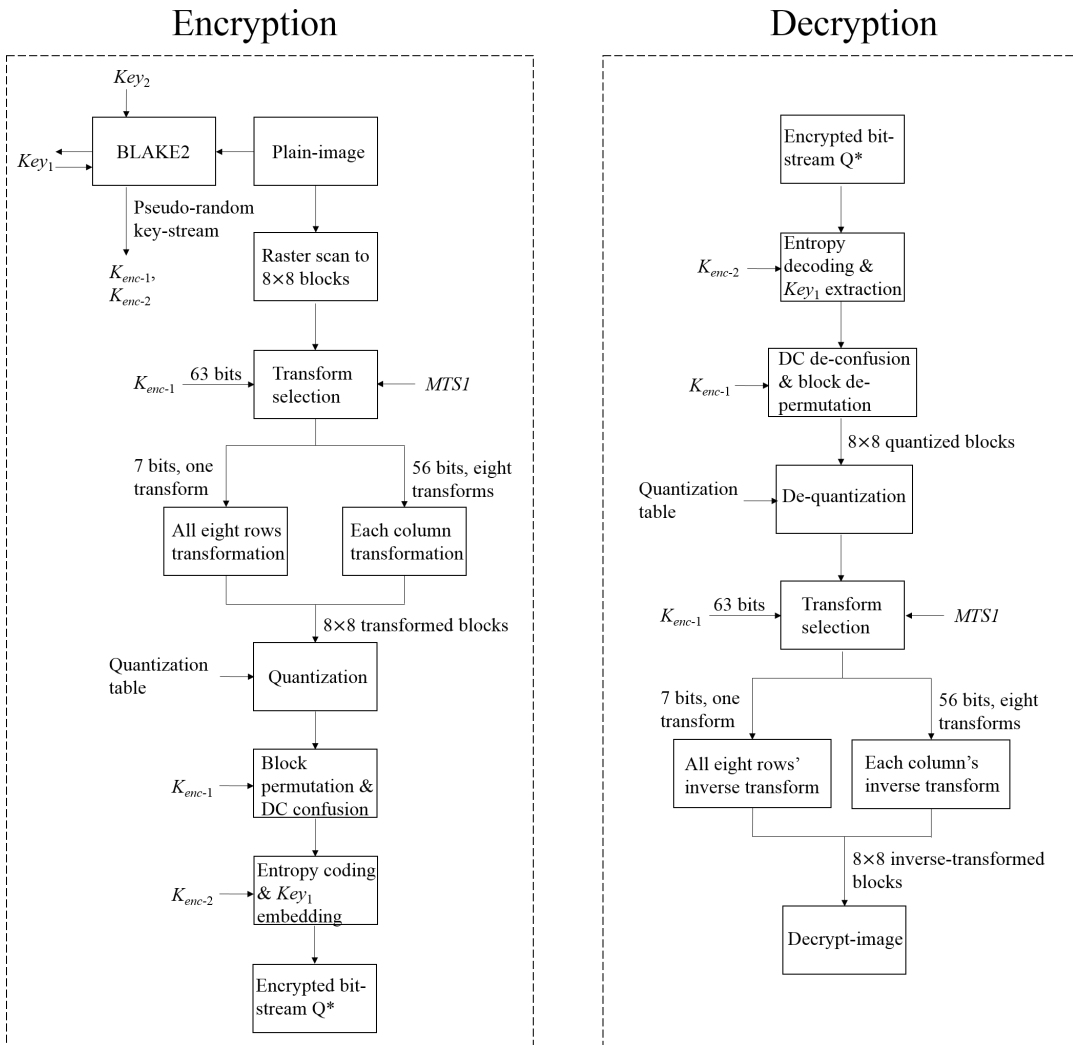 Encryption
Key2
BLAKE2
Plain-image
Key1
Pseudo-random
key-stream
Kenc-1,
Kenc-2
Raster scan to
8×8 blocks
Kenc-1
63 bits
Transform
selection
MTS1
7 bits, one
transform
56 bits, eight
transforms
All eight rows
transformation
Each column
transformation
8×8 transformed blocks
Quantization
table
Quantization
Kenc-1
Block
permutation &
DC confusion
Kenc-2
Entropy coding
& Key1
embedding
Encrypted bit-
stream Q*
Decryption
Encrypted bit-
stream Q*
Kenc-2
Entropy
decoding &
Key1 extraction
Kenc-1
DC de-confusion
& block de-
permutation
8×8 quantized blocks
Quantization
table
De-quantization
Kenc-1
63 bits
Transform
selection
MTS1
7 bits, one
transform
56 bits, eight
transforms
All eight rows'
inverse transform
Each column's
inverse transform
8×8 inverse-transformed
blocks
Decrypt-image